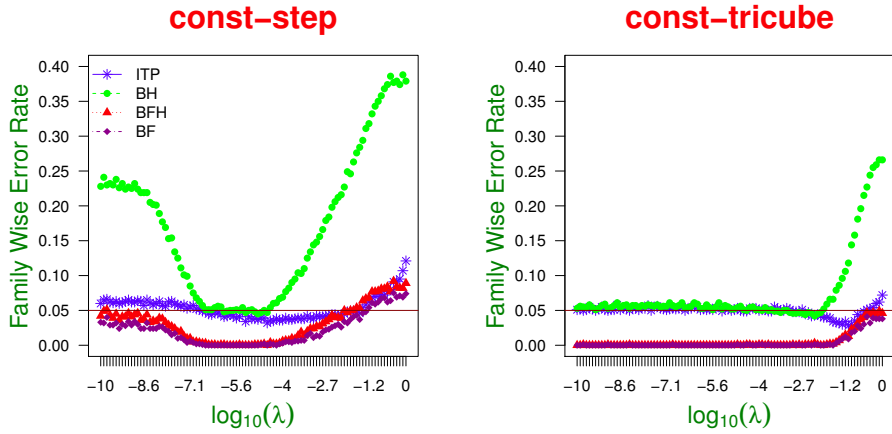 const-step
Family Wise Error Rate
0.40
0.35
0.30
0.25
0.20
0.15
0.10
0.05
0.00
ITP
BH
BFH
BF
-10 -8.6 -7.1 -5.6 -4 -2.7 -1.2 0
log10(λ)
const-tricube
Family Wise Error Rate
0.40
0.35
0.30
0.25
0.20
0.15
0.10
0.05
0.00
-10 -8.6 -7.1 -5.6 -4 -2.7 -1.2 0
log10(λ)